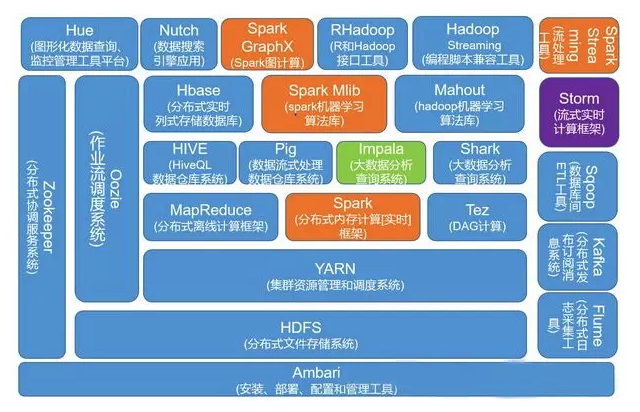 Hue
(图形化数据查询、
监控管理工具平台)
Nutch
(数据搜索
引擎应用)
Spark
GraphX
(Spark图计算)
RHadoop
(R和Hadoop
接口工具)
Hadoop
Streaming
(编程脚本兼容工具)
Spark
Strea
ming
(流处理
工具)
Zookeeper
(分布式协调服务系统)
Oozie
(作业流调度系统)
Hbase
(分布式实时
列式存储数据库)
Spark Mlib
(spark机器学习
算法库)
Mahout
(hadoop机器学习
算法库)
Storm
(流式实时
计算框架)
HIVE
(HiveQL
数据仓库系统)
Pig
(数据流式处理
数据仓库系统)
Impala
(大数据分析
查询系统)
Shark
(大数据分析
查询系统)
Sqoop
(数据库间
ETL工具)
MapReduce
(分布式离线计算框架)
Spark
(分布式内存计算[实时]
框架)
Tez
(DAG计算)
Kafka
(分布式发
布订阅消
息系统)
YARN
(集群资源管理和调度系统)
Flume
(分布式日
志采集工
具)
HDFS
(分布式文件存储系统)
Ambari
(安装、部署、配置和管理工具)